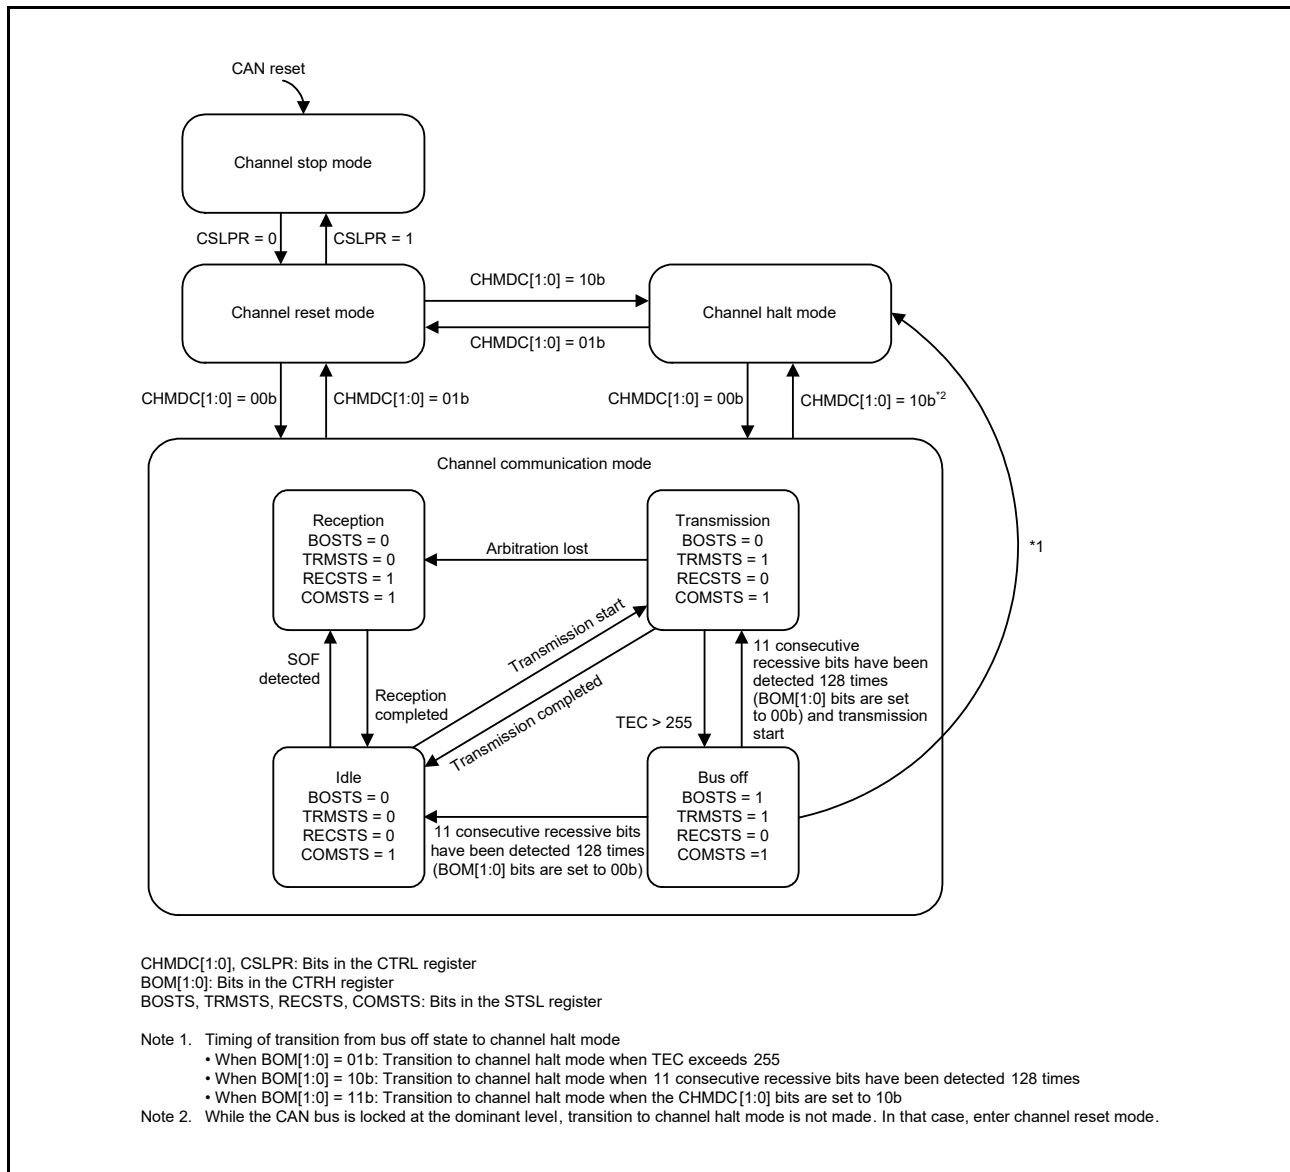 CAN reset
Channel stop mode
CSLPR = 0
CSLPR = 1
Channel reset mode
CHMDC[1:0] = 10b
CHMDC[1:0] = 01b
Channel halt mode
CHMDC[1:0] = 00b
CHMDC[1:0] = 01b
CHMDC[1:0] = 00b
CHMDC[1:0] = 10b*2
Channel communication mode
Reception
BOSTS = 0
TRMSTS = 0
RECSTS = 1
COMSTS = 1
Arbitration lost
Transmission
BOSTS = 0
TRMSTS = 1
RECSTS = 0
COMSTS = 1
*1
SOF
detected
Reception
completed
Transmission start
Transmission completed
TEC > 255
11 consecutive
recessive bits have been
detected 128 times
(BOM[1:0] bits are set
to 00b) and transmission
start
Idle
BOSTS = 0
TRMSTS = 0
RECSTS = 0
COMSTS = 1
11 consecutive recessive bits
have been detected 128 times
(BOM[1:0] bits are set to 00b)
Bus off
BOSTS = 1
TRMSTS = 1
RECSTS = 0
COMSTS =1
CHMDC[1:0], CSLPR: Bits in the CTRL register
BOM[1:0]: Bits in the CTRH register
BOSTS, TRMSTS, RECSTS, COMSTS: Bits in the STSL register
Note 1. Timing of transition from bus off state to channel halt mode
• When BOM[1:0] = 01b: Transition to channel halt mode when TEC exceeds 255
• When BOM[1:0] = 10b: Transition to channel halt mode when 11 consecutive recessive bits have been detected 128 times
• When BOM[1:0] = 11b: Transition to channel halt mode when the CHMDC[1:0] bits are set to 10b
Note 2. While the CAN bus is locked at the dominant level, transition to channel halt mode is not made. In that case, enter channel reset mode.